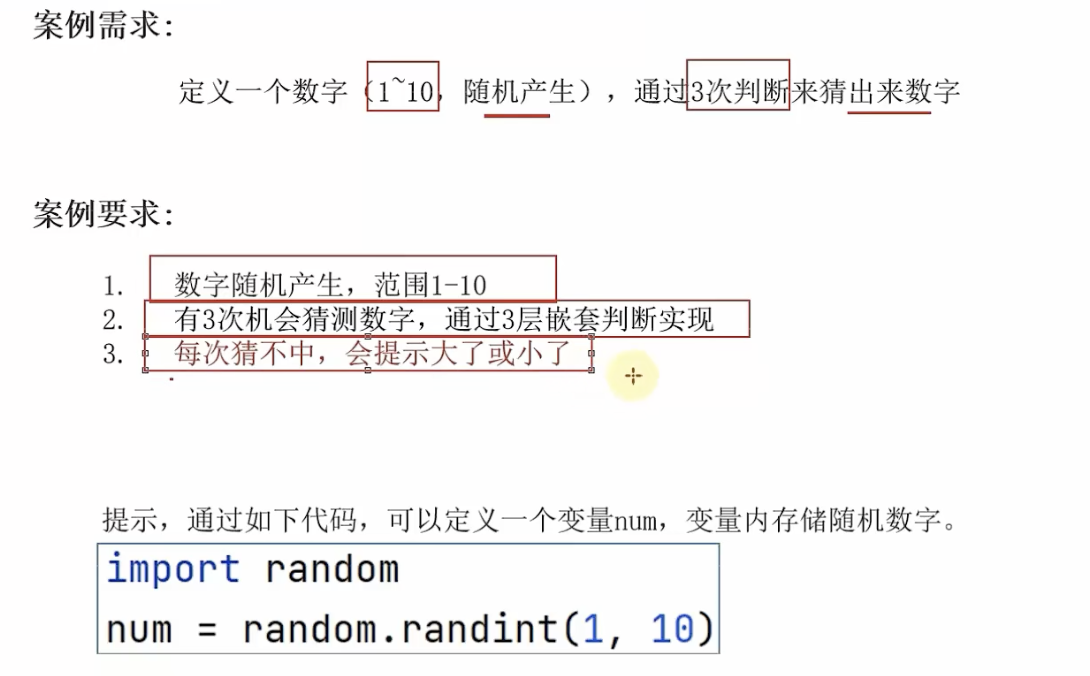 案例需求：
定义一个数字（1~10，随机产生），通过3次判断来猜出来数字
案例要求：
1. 数字随机产生，范围1-10
2. 有3次机会猜测数字，通过3层嵌套判断实现
3. 每次猜不中，会提示大了或小了
提示，通过如下代码，可以定义一个变量num，变量内存储随机数字。
import random
num = random.randint(1, 10)